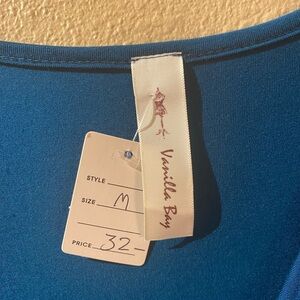 Vanilla Bay
STYLE
SIZE M
PRICE 32-